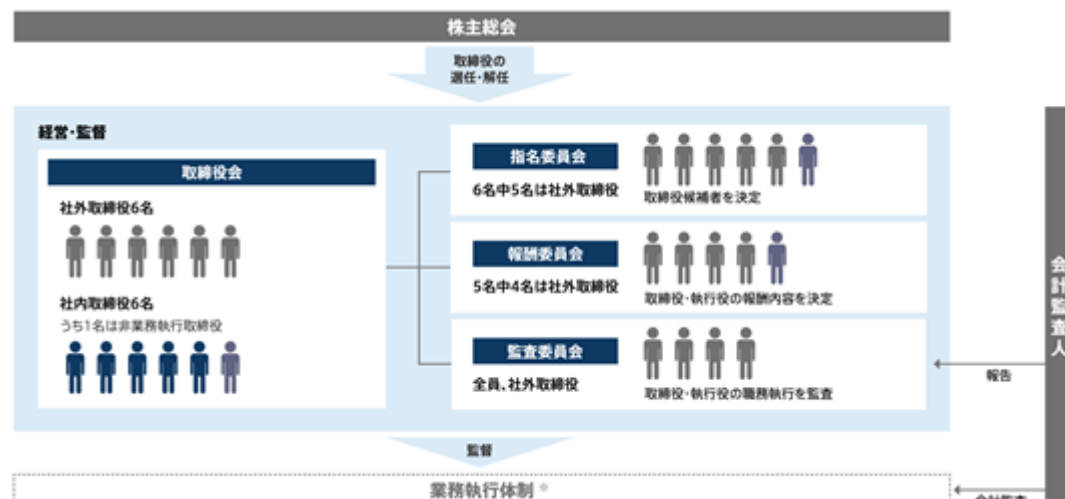 株主総会
取締役の
選任・解任
経営・監督
取締役会
社外取締役6名
社内取締役6名
うち1名は非業務執行取締役
指名委員会
6名中5名は社外取締役
取締役候補者を決定
報酬委員会
5名中4名は社外取締役
取締役・執行役の報酬内容を決定
監査委員会
全員、社外取締役
取締役・執行役の職務執行を監査
会計監査人
報告
監督
業務執行体制※
会計監査